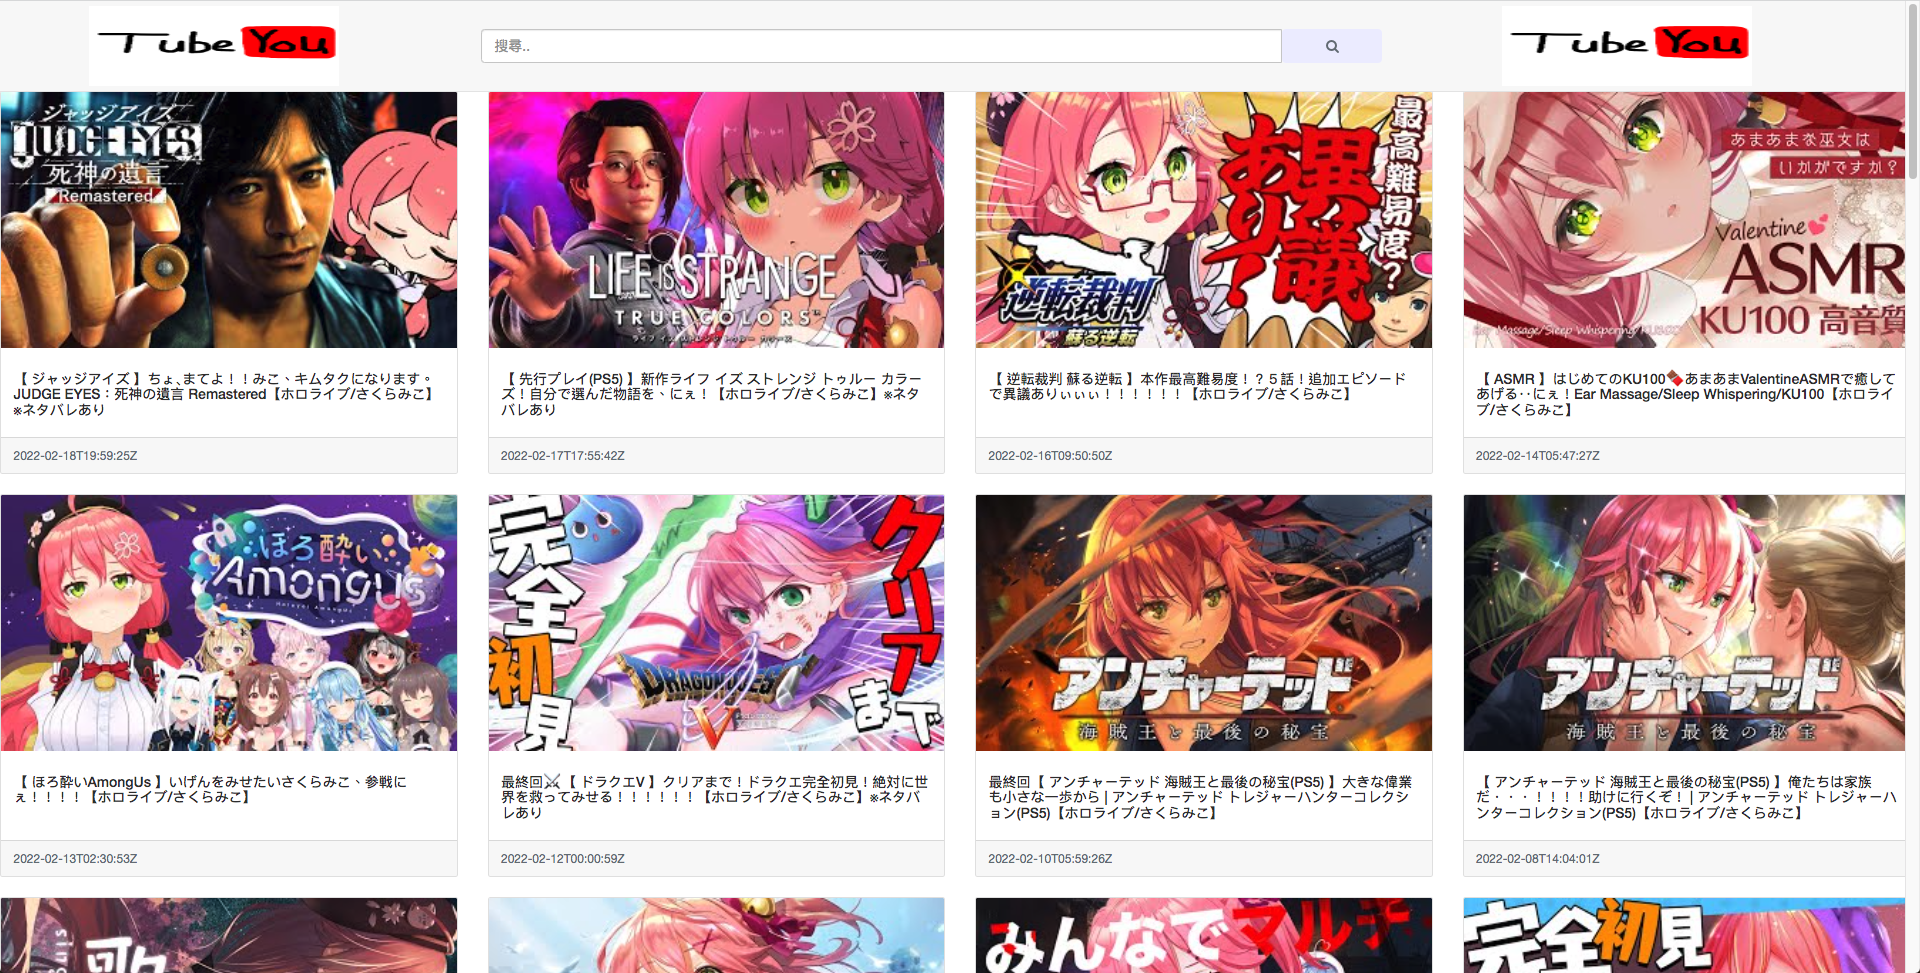 Tube You
搜尋..
Tube You
ジャッジアイズ
JUDGE EYES
死神の遺言
Remastered
LIFE IS STRANGE
TRUE COLORS
ライフ イズ ストレンジ トゥルー カラーズ
最高難易度?
異議あり!
逆転裁判
蘇る逆転
あまあまな巫女は
いかがですか?
Valentine
ASMR
KU100 高音質
Ear Massage/Sleep Whispering/KU100
【 ジャッジアイズ 】ちょ､まてよ！！みこ、キムタクになります。
JUDGE EYES：死神の遺言 Remastered【ホロライブ/さくらみこ】
※ネタバレあり
【 先行プレイ(PS5) 】新作ライフ イズ ストレンジ トゥルー カラー
ズ！自分で選んだ物語を、にぇ！【ホロライブ/さくらみこ】※ネタ
バレあり
【 逆転裁判 蘇る逆転 】本作最高難易度！？５話！追加エピソード
で異議ありぃぃぃ！！！！！！【ホロライブ/さくらみこ】
【 ASMR 】はじめてのKU100🍫あまあまValentineASMRで癒して
あげる‥にぇ！Ear Massage/Sleep Whispering/KU100【ホロライ
ブ/さくらみこ】
2022-02-18T19:59:25Z
2022-02-17T17:55:42Z
2022-02-16T09:50:50Z
2022-02-14T05:47:27Z
ほろ酔い
AmongUs
完全初見
クリアまで
DRAGON QUEST
V
アンチャーテッド
海賊王と最後の秘宝
アンチャーテッド
海賊王と最後の秘宝
【 ほろ酔いAmongUs 】いげんをみせたいさくらみこ、参戦に
ぇ！！！！【ホロライブ/さくらみこ】
最終回⚔【 ドラクエV 】クリアまで！ドラクエ完全初見！絶対に世
界を救ってみせる！！！！！！【ホロライブ/さくらみこ】※ネタバ
レあり
最終回【 アンチャーテッド 海賊王と最後の秘宝(PS5) 】大きな偉業
も小さな一歩から | アンチャーテッド トレジャーハンターコレクシ
ョン(PS5)【ホロライブ/さくらみこ】
【 アンチャーテッド 海賊王と最後の秘宝(PS5) 】俺たちは家族
だ・・・！！！！助けに行くぞ！| アンチャーテッド トレジャーハ
ンターコレクション(PS5)【ホロライブ/さくらみこ】
2022-02-13T02:30:53Z
2022-02-12T00:00:59Z
2022-02-10T05:59:26Z
2022-02-08T14:04:01Z
歌
みんなでマルチ
完全初見